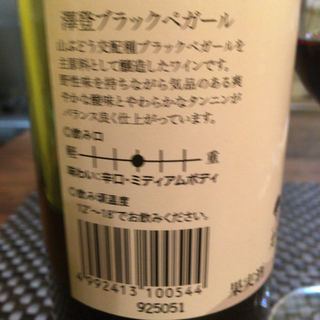 澤登ブラックペガール
山ぶどう交配種ブラックペガールを
主原料として醸造したワインです。
野性味を持ちながら気品のある爽
やかな酸味とやわらかなタンニンが
バランス良く仕上がっています。
◎飲み口
軽 重
味わい:辛口・ミディアムボディ
◎飲み頃温度
12°~18°でお飲みください。
4992413100544
925051
果実酒